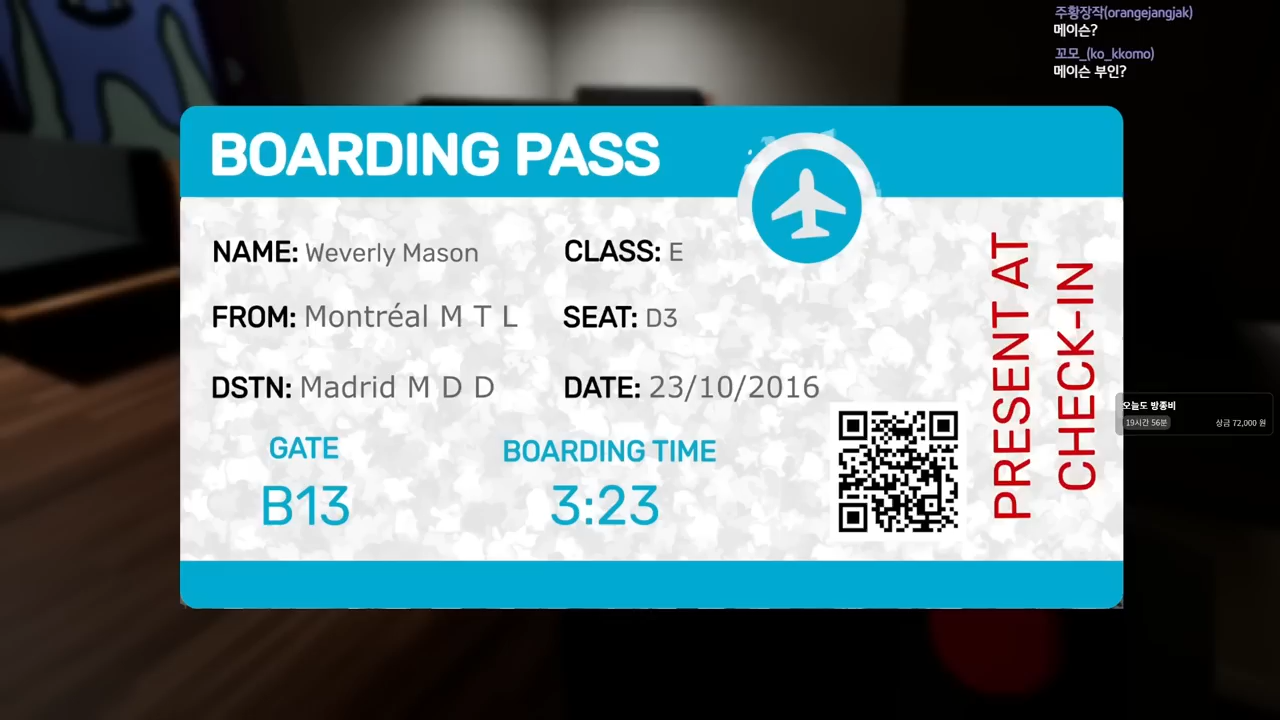 주황장작(orangejangjak)
메이슨?
꼬모_(ko_kkomo)
메이슨 부인?
BOARDING PASS
NAME: Weverly Mason
CLASS: E
FROM: Montréal M T L
SEAT: D3
DSTN: Madrid M D D
DATE: 23/10/2016
GATE
B13
BOARDING TIME
3:23
PRESENT AT
CHECK-IN
오늘도 방종비
19시간 56분
상금 72,000 원